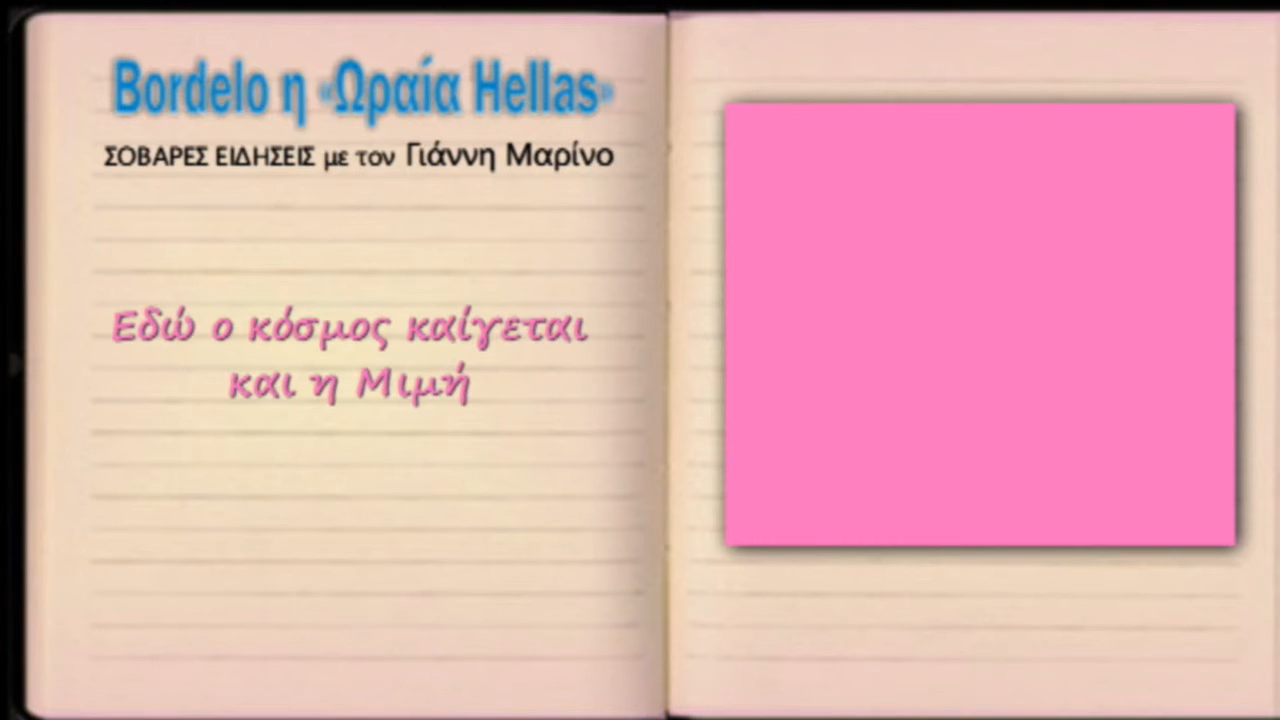 Bordelo η «Ωραία Hellas»
ΣΟΒΑΡΕΣ ΕΙΔΗΣΕΙΣ με τον Γιάννη Μαρίνο
Εδώ ο κόσμος καίγεται
και η Μιμή